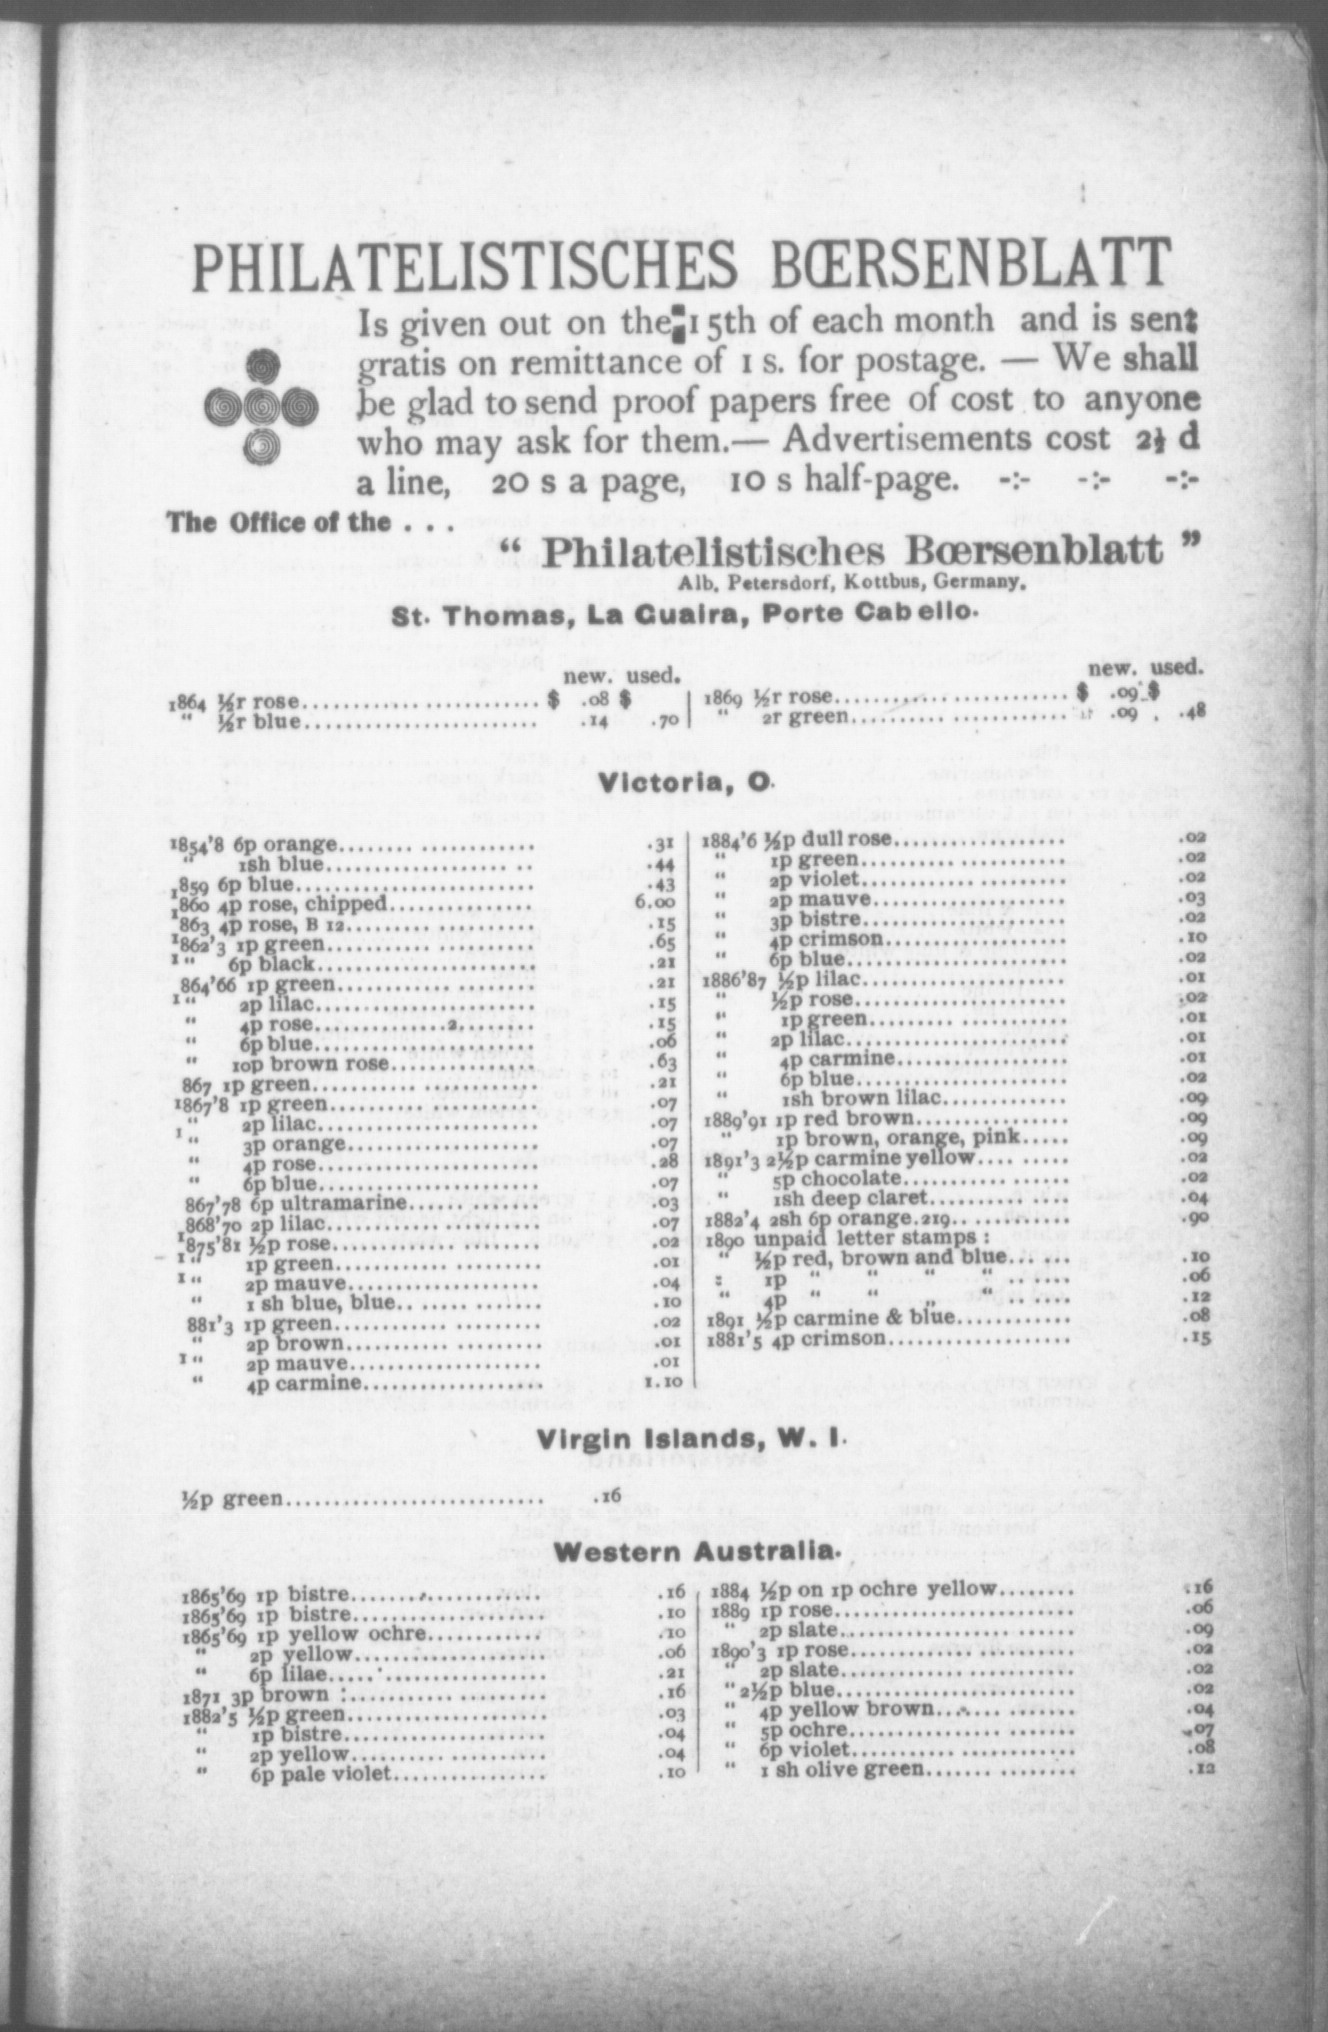 PHILATELISTISCHES BŒRSENBLATT
Is given out on the 15th of each month and is sent
gratis on remittance of 1 s. for postage. — We shall
be glad to send proof papers free of cost to anyone
who may ask for them.— Advertisements cost 2½ d
a line, 20 s a page, 10 s half-page. -:- -:- -:-
The Office of the . . .
“ Philatelistisches Bœrsenblatt ”
Alb. Petersdorf, Kottbus, Germany.
St. Thomas, La Guaira, Porte Cabello.
new. used.
1864 ½r rose........................$ .08 $
“ ½r blue........................ .14 .70
new. used.
1869 ½r rose........................$ .09 $
“ 2r green........................ .09 .48
Victoria, O.
1854'8 6p orange.................... .31
“ 1sh blue.................... .44
1859 6p blue........................ .43
1860 4p rose, chipped............... 6.00
1863 4p rose, B 12................... .15
1862'3 1p green..................... .65
1 “ 6p black...................... .21
864'66 1p green.................... .21
1 “ 2p lilac...................... .15
“ 4p rose..............2........ .15
“ 6p blue...................... .06
“ 10p brown rose............... .63
867 1p green....................... .21
1867'8 1p green..................... .07
1 “ 2p lilac...................... .07
“ 3p orange................... .07
“ 4p rose...................... .28
“ 6p blue...................... .07
867'78 6p ultramarine............. .03
868'70 2p lilac..................... .07
1875'81 ½p rose..................... .02
1 “ 1p green..................... .01
1 “ 2p mauve................... .04
“ 1 sh blue, blue.............. .10
881'3 1p green..................... .02
“ 2p brown................... .01
1 “ 2p mauve................... .01
“ 4p carmine.................. 1.10
1884'6 ½p dull rose.................. .02
“ 1p green.................... .02
“ 2p violet.................... .02
“ 2p mauve................... .03
“ 3p bistre.................... .02
“ 4p crimson.................. .10
“ 6p blue...................... .02
1886'87 ½p lilac..................... .01
“ ½p rose..................... .02
“ 1p green.................... .01
“ 2p lilac...................... .01
“ 4p carmine................. .01
“ 6p blue..................... .02
“ 1sh brown lilac............. .09
1889'91 1p red brown................ .09
“ 1p brown, orange, pink..... .09
1891'3 2½p carmine yellow......... .02
“ 5p chocolate................ .02
“ 1sh deep claret.............. .04
1882'4 2sh 6p orange.219............ .90
1890 unpaid letter stamps :
“ ½p red, brown and blue...... .10
: 1p “ “ “ “ ...... .06
“ 4p “ “ „ “ ...... .12
1891 ½p carmine & blue............ .08
1881'5 4p crimson................... .15
Virgin Islands, W. I.
½p green.......................... .16
Western Australia.
1865'69 1p bistre................... .16
1865'69 1p bistre................... .10
1865'69 1p yellow ochre............ .10
“ 2p yellow................... .06
“ 6p lilae..................... .21
1871 3p brown :.................... .16
1882'5 ½p green.................... .03
“ 1p bistre..................... .04
“ 2p yellow.................... .04
“ 6p pale violet................ .10
1884 ½p on 1p ochre yellow........ .16
1889 1p rose........................ .06
“ 2p slate....................... .09
1890'3 1p rose...................... .02
“ 2p slate....................... .02
“ 2½p blue....................... .02
“ 4p yellow brown.............. .04
“ 5p ochre...................... .07
“ 6p violet...................... .08
“ 1 sh olive green............... .12